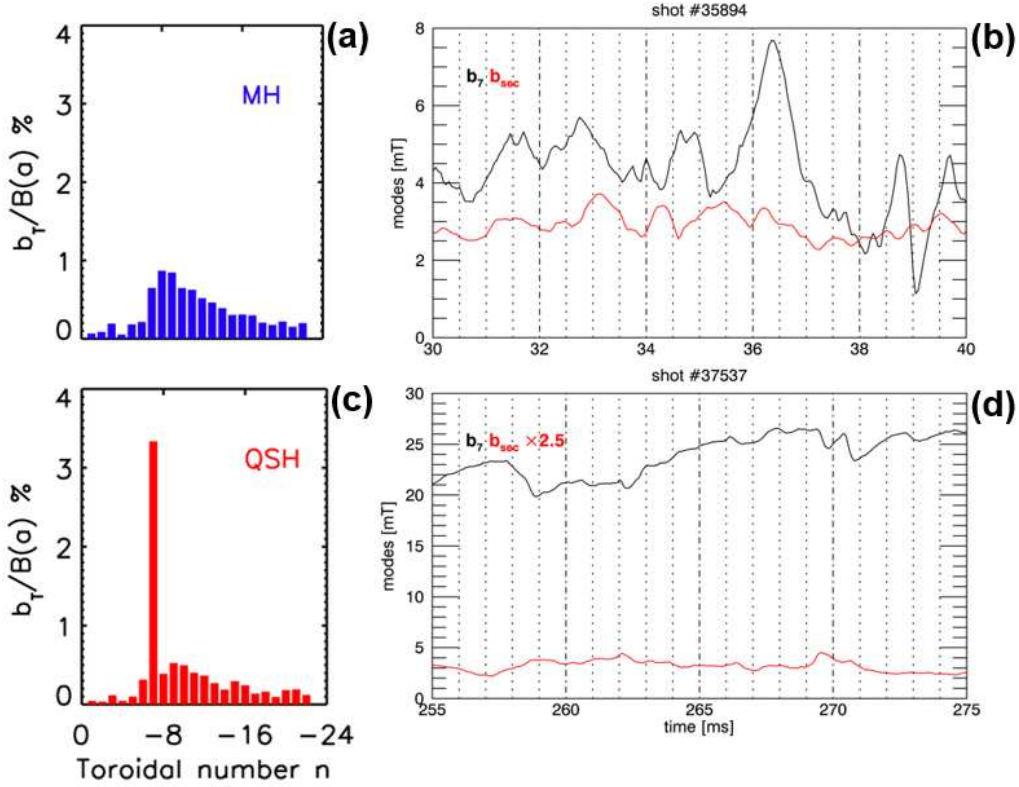 (a)
4
3
2
1
0
b_T/B(a) %
MH
shot #35894
(b)
8
6
4
2
0
modes [mT]
b_7 b_sec
30 32 34 36 38 40
(c)
4
3
2
1
0
b_T/B(a) %
QSH
0 -8 -16 -24
Toroidal number n
shot #37537
(d)
30
25
20
15
10
5
0
modes [mT]
b_7 b_sec ×2.5
255 260 265 270 275
time [ms]